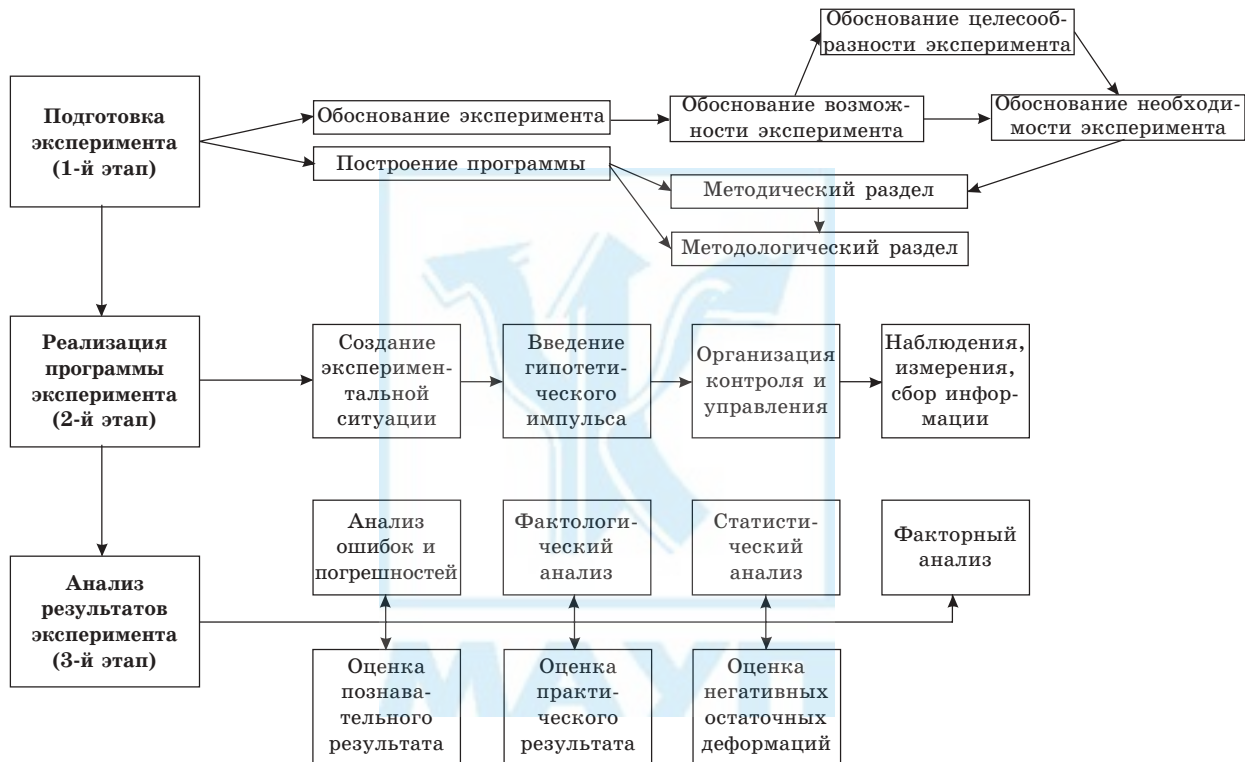 Обоснование целесооб-
разности эксперимента
Подготовка
эксперимента
(1-й этап)
Обоснование эксперимента
Обоснование возмож-
ности эксперимента
Обоснование необходи-
мости эксперимента
Построение программы
Методический раздел
Методологический раздел
Реализация
программы
эксперимента
(2-й этап)
Создание
эксперимен-
тальной
ситуации
Введение
гипотети-
ческого
импульса
Организация
контроля и
управления
Наблюдения,
измерения,
сбор инфор-
мации
Анализ
результатов
эксперимента
(3-й этап)
Анализ
ошибок и
погрешностей
Фактологи-
ческий
анализ
Статисти-
ческий
анализ
Факторный
анализ
Оценка
познава-
тельного
результата
Оценка
практи-
ческого
результата
Оценка
негативных
остаточных
деформаций
МАУП